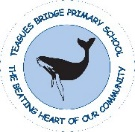 TEAGUES BRIDGE PRIMARY SCHOOL
THE BEATING HEART OF OUR COMMUNITY